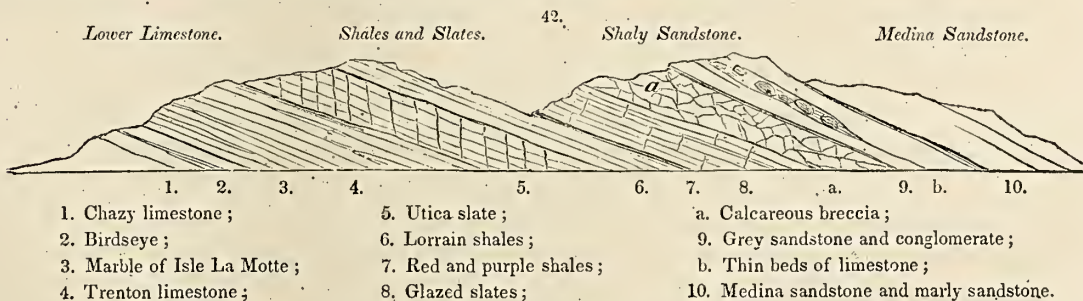 42.
Lower Limestone. Shales and Slates. Shaly Sandstone. Medina Sandstone.
a
1. 2. 3. 4. 5. 6. 7. 8. a. 9. b. 10.
1. Chazy limestone ; 5. Utica slate ; a. Calcareous breccia ;
2. Birdseye ; 6. Lorrain shales ; 9. Grey sandstone and conglomerate ;
3. Marble of Isle La Motte ; 7. Red and purple shales ; b. Thin beds of limestone ;
4. Trenton limestone ; 8. Glazed slates ; 10. Medina sandstone and marly sandstone.